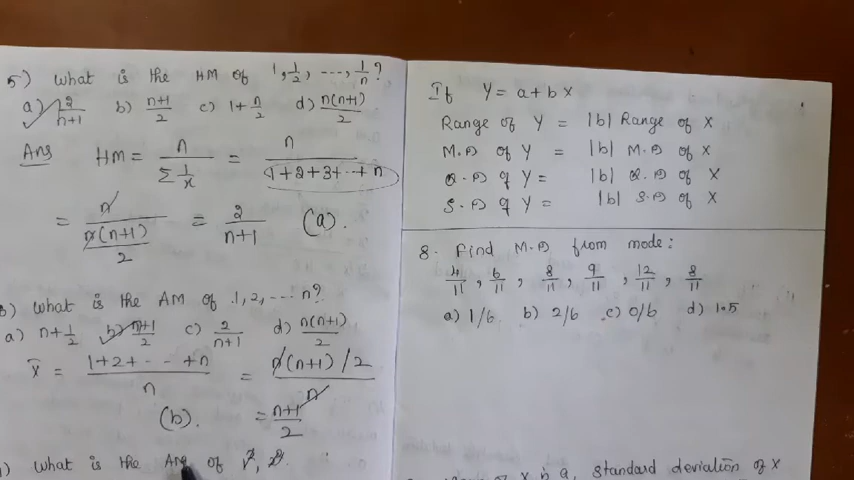 5) What is the HM of 1, 1/2, ..., 1/n?
a) 2/n+1 b) n+1/2 c) 1+n/2 d) n(n+1)/2
Ans HM = n/Σ 1/x = n/1+2+3+...+n
= n/n(n+1)/2 = 2/n+1 (a).
) What is the AM of 1, 2, ... n?
a) n+1/2 b) n+1/2 c) 2/n+1 d) n(n+1)/2
x̄ = 1+2+ - - +n/n = n(n+1)/2/n
(b). = n+1/2
) What is the Am of
If Y = a + b x
Range of Y = |b| Range of X
M.D of Y = |b| M.D of X
Q.D of Y = |b| Q.D of X
S.D of Y = |b| S.D of X
8. Find M.D from mode:
4/11, 6/11, 8/11, 9/11, 12/11, 8/11
a) 1/6 b) 2/6 c) 0/6 d) 1.5
of X is a, standard deviation of X